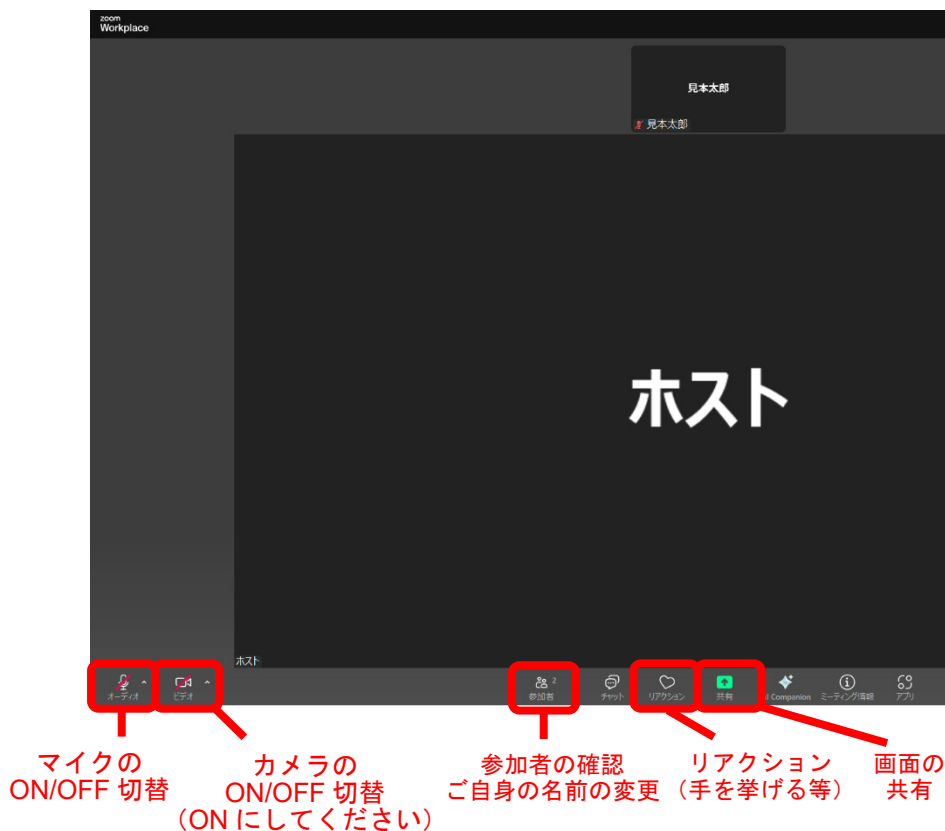 zoom
Workplace
見本太郎
見本太郎
ホスト
ホスト
オーディオ
ビデオ
2
参加者
チャット
リアクション
共有
Companion
ミーティング情報
アプリ
マイクの
ON/OFF 切替
カメラの
ON/OFF 切替
（ON にしてください）
参加者の確認
ご自身の名前の変更
リアクション
（手を挙げる等）
画面の
共有